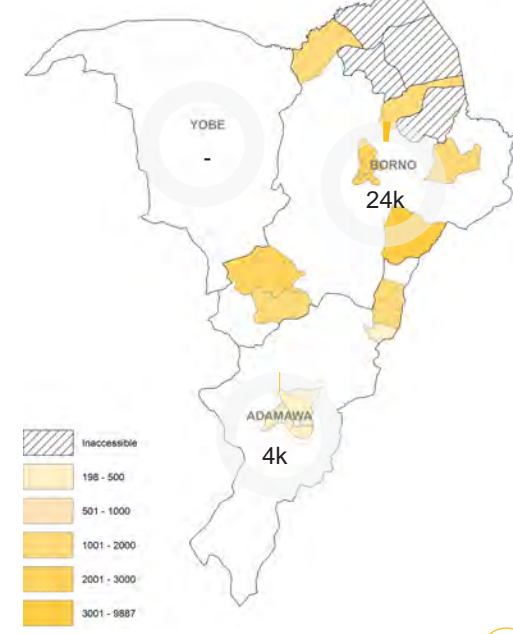 YOBE
-
BORNO
24k
ADAMAWA
4k
Inaccessible
198 - 500
501 - 1000
1001 - 2000
2001 - 3000
3001 - 9887